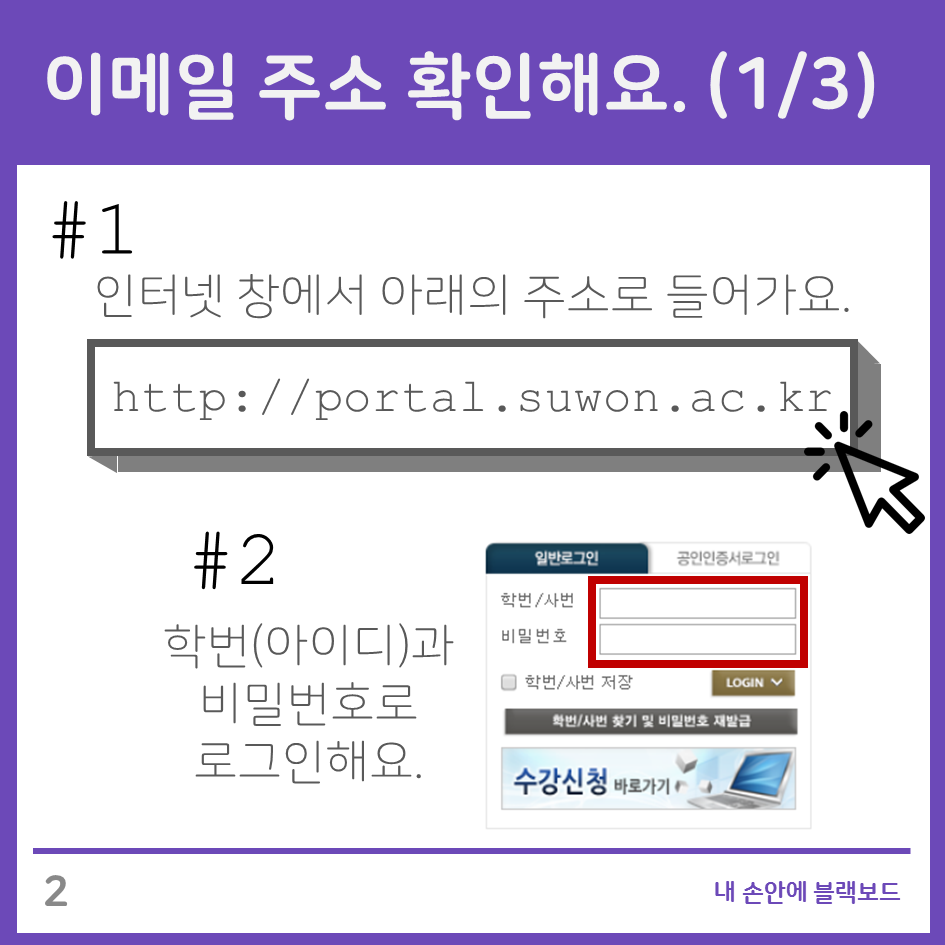 이메일 주소 확인해요. (1/3)
#1
인터넷 창에서 아래의 주소로 들어가요.
http://portal.suwon.ac.kr
#2
학번(아이디)과
비밀번호로
로그인해요.
일반로그인 공인인증서로그인
학번/사번
비밀번호
학번/사번 저장 LOGIN
학번/사번 찾기 및 비밀번호 재발급
수강신청 바로가기
2
내 손안에 블랙보드